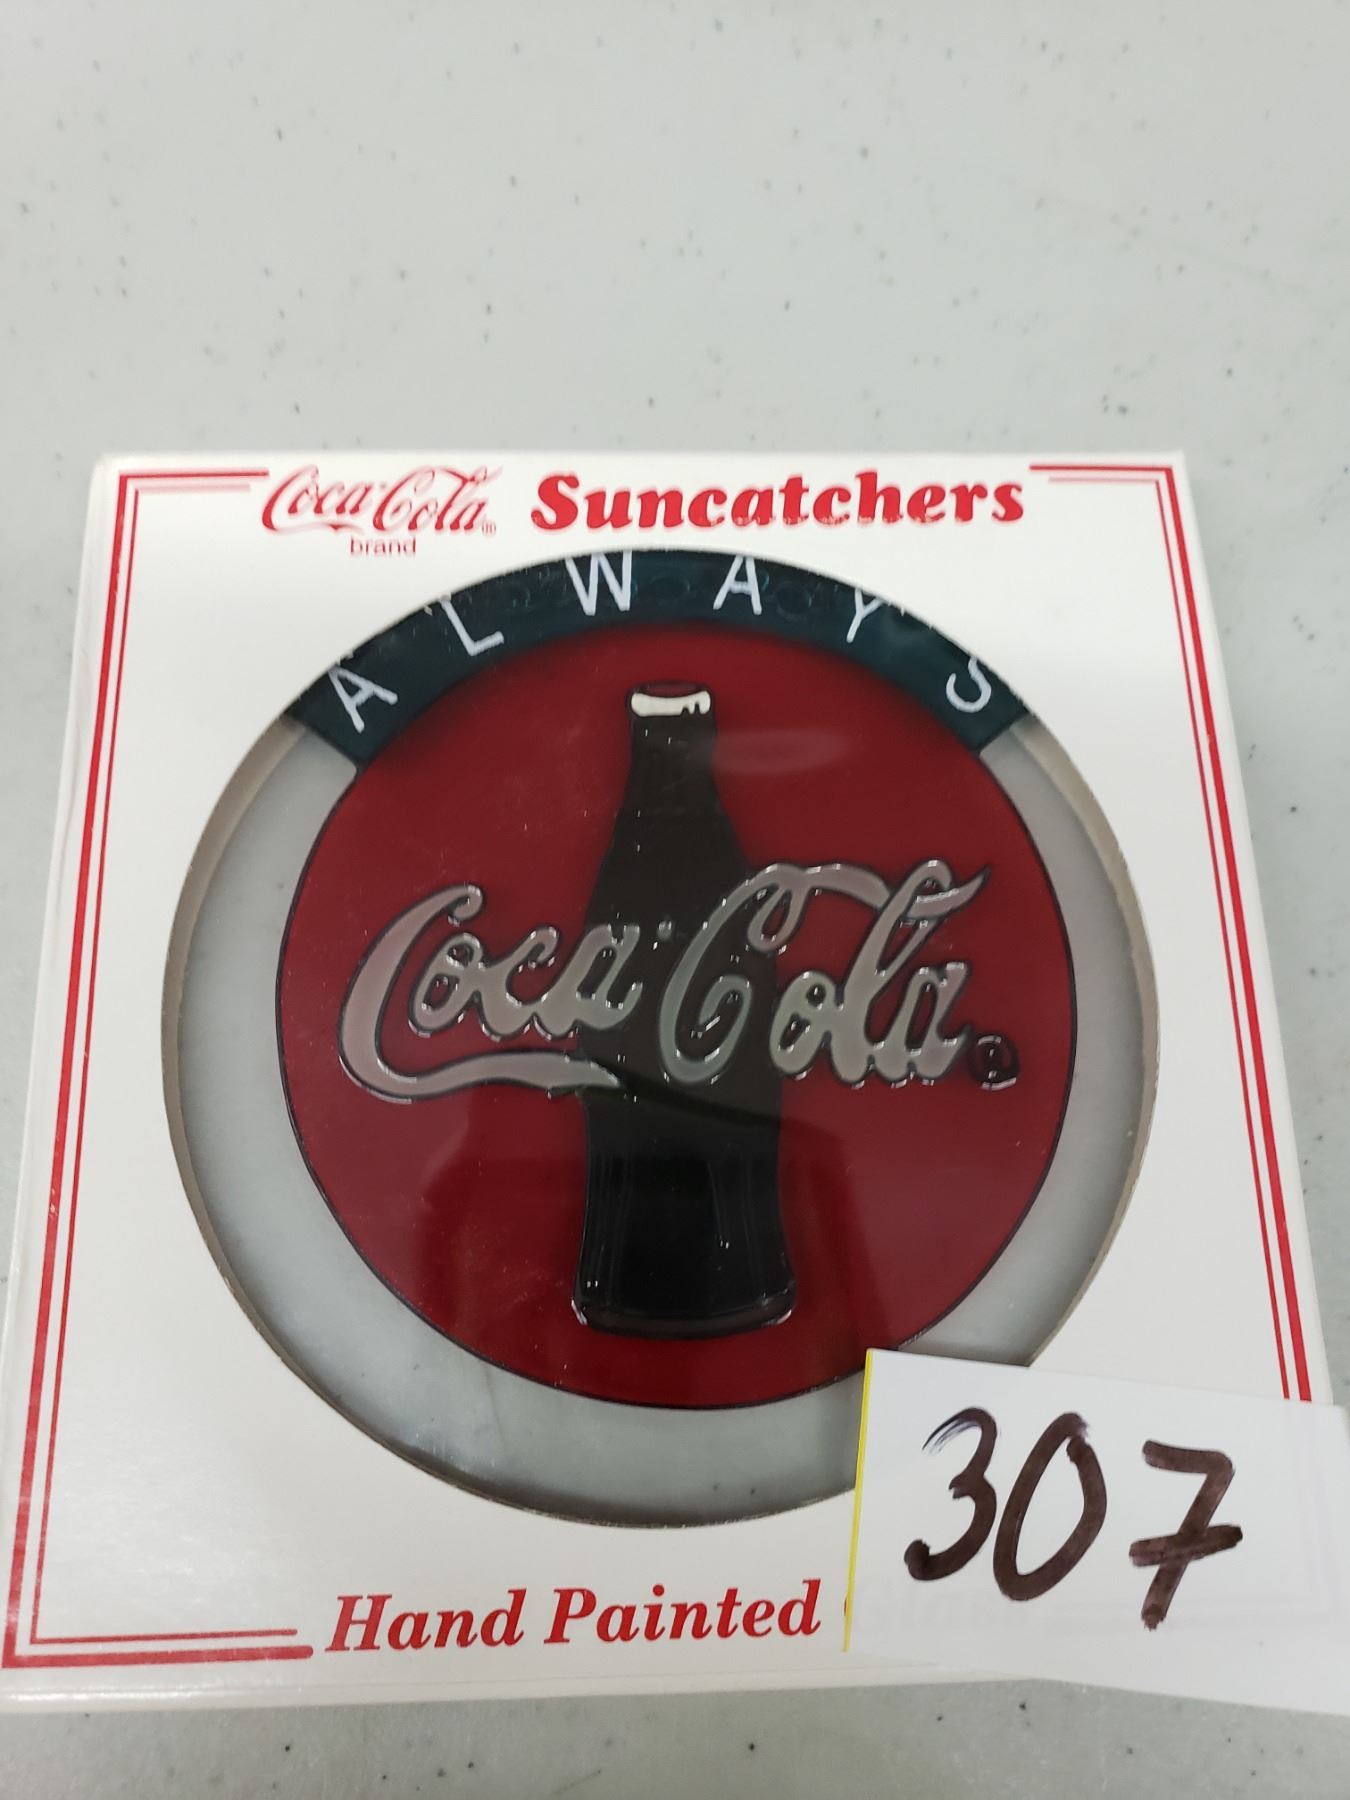 Coca-Cola® Suncatchers
brand
ALWAYS
Coca-Cola®
Hand Painted
307